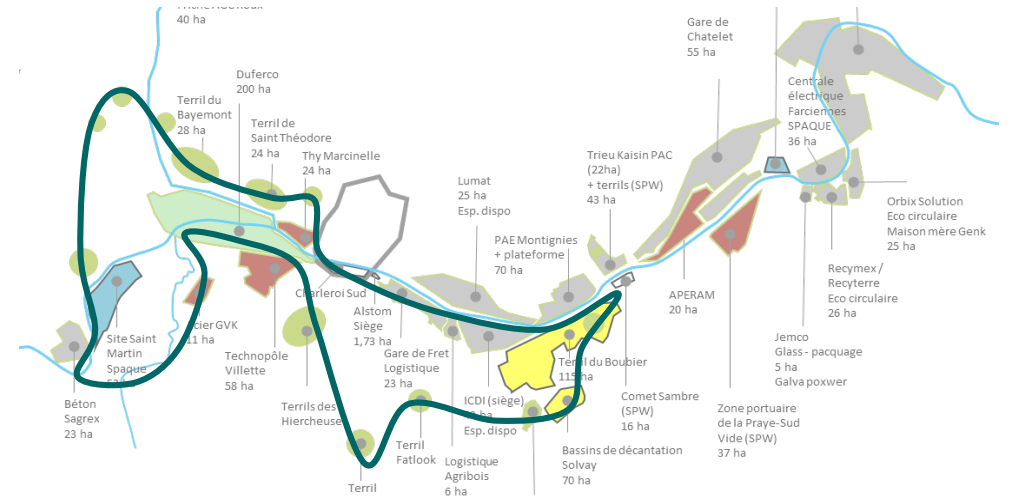 40 ha
Gare de
Chatelet
55 ha
Duferco
200 ha
Terril du
Bayemont
28 ha
Terril de
Saint Théodore
24 ha
Thy Marcinelle
24 ha
Centrale
électrique
Farciennes
SPAQUE
36 ha
Trieu Kaisin PAC
(22ha)
+ terrils (SPW)
43 ha
Lumat
25 ha
Esp. dispo
PAE Montignies
+ plateforme
70 ha
Orbix Solution
Eco circulaire
Maison mère Genk
25 ha
Recymex /
Recyterre
Eco circulaire
26 ha
Charleroi Sud
APERAM
20 ha
Alstom
Siège
1,73 ha
Gare de Fret
Logistique
23 ha
Acier GVK
11 ha
Site Saint
Martin
Spaque
Technopôle
Villette
58 ha
Terril du Boubier
115 ha
Jemco
Glass - pacquage
5 ha
Galva poxwer
Béton
Sagrex
23 ha
Terrils des
Hiercheuse
ICDI (siège)
ha
Esp. dispo
Comet Sambre
(SPW)
16 ha
Zone portuaire
de la Praye-Sud
Vide (SPW)
37 ha
Terril
Fatlook
Logistique
Agribois
6 ha
Bassins de décantation
Solvay
70 ha
Terril